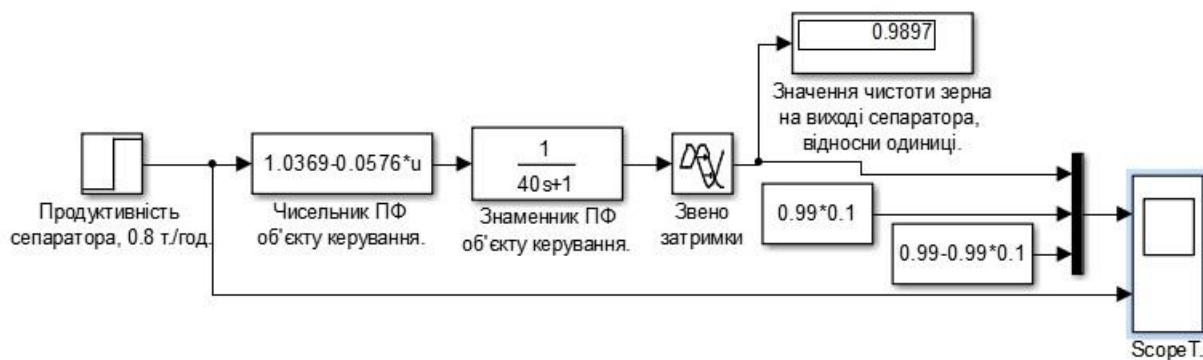 0.9897
Значення чистоти зерна
на виході сепаратора,
відносни одиниці.
1.0369-0.0576*u
1
40s+1
Продуктивність
сепаратора, 0.8 т./год.
Чисельник ПФ
об'єкту керування.
Знаменник ПФ
об'єкту керування.
Звено
затримки
0.99*0.1
0.99-0.99*0.1
ScopeT.